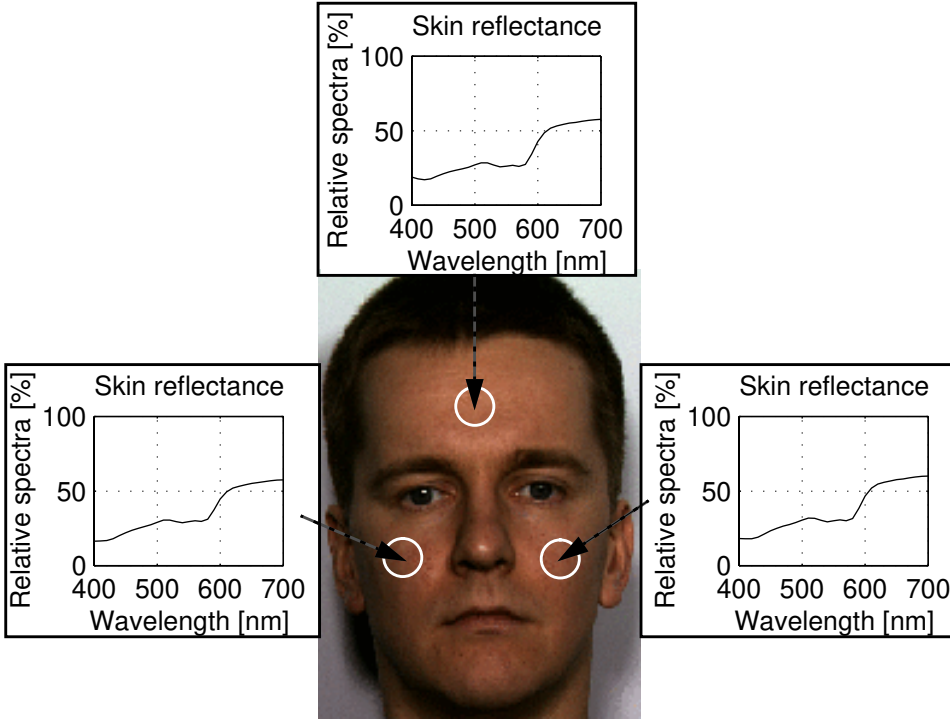 Skin reflectance
Relative spectra [%]
100
50
0
400 500 600 700
Wavelength [nm]
Skin reflectance
Relative spectra [%]
100
50
0
400 500 600 700
Wavelength [nm]
Skin reflectance
Relative spectra [%]
100
50
0
400 500 600 700
Wavelength [nm]